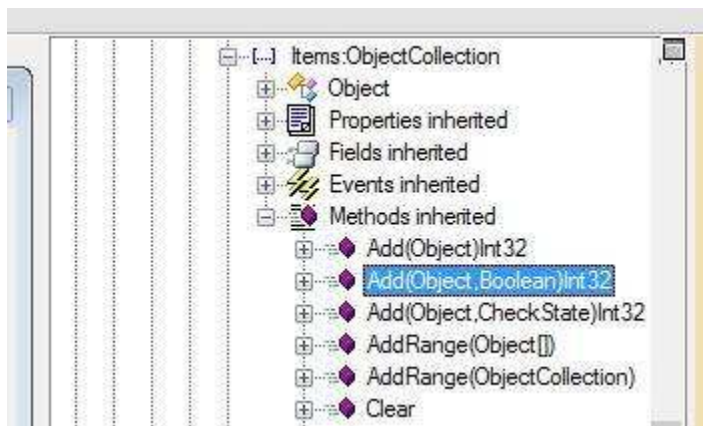 Items:ObjectCollection
Object
Properties inherited
Fields inherited
Events inherited
Methods inherited
Add(Object)Int32
Add(Object,Boolean)Int32
Add(Object,CheckState)Int32
AddRange(Object[])
AddRange(ObjectCollection)
Clear